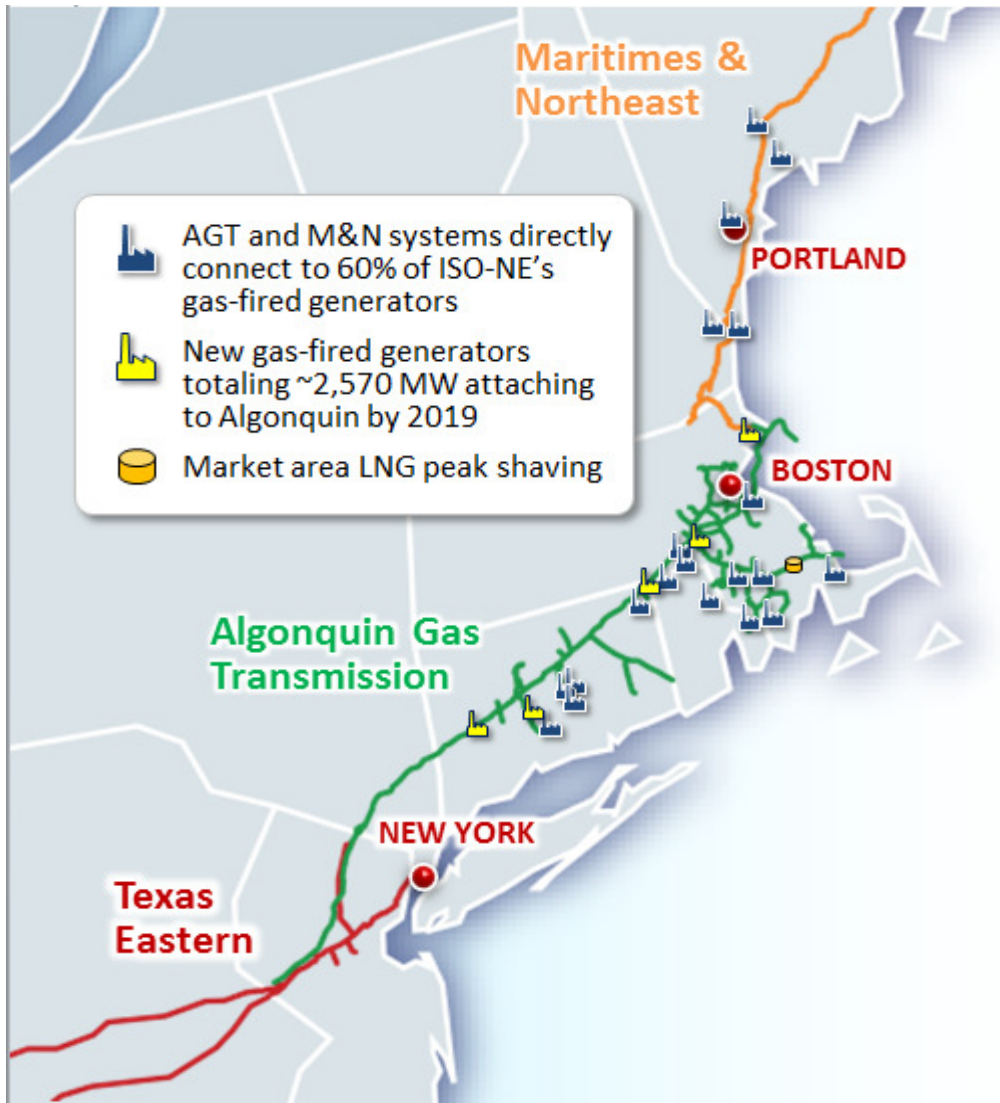 Maritimes &
Northeast
AGT and M&N systems directly
connect to 60% of ISO-NE's
gas-fired generators
New gas-fired generators
totaling ~2,570 MW attaching
to Algonquin by 2019
Market area LNG peak shaving
PORTLAND
BOSTON
Algonquin Gas
Transmission
NEW YORK
Texas
Eastern